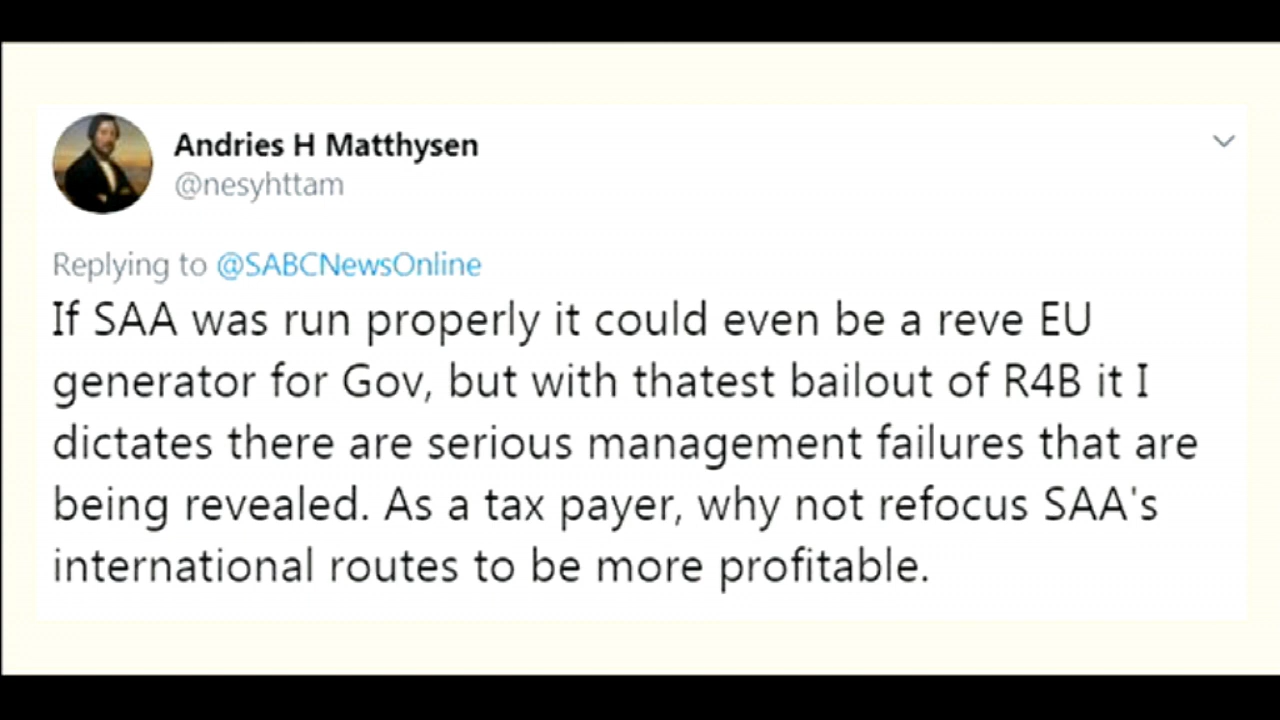 Andries H Matthysen
@nesyhttam
Replying to @SABCNewsOnline
If SAA was run properly it could even be a reve EU
generator for Gov, but with thatest bailout of R4B it I
dictates there are serious management failures that are
being revealed. As a tax payer, why not refocus SAA's
international routes to be more profitable.